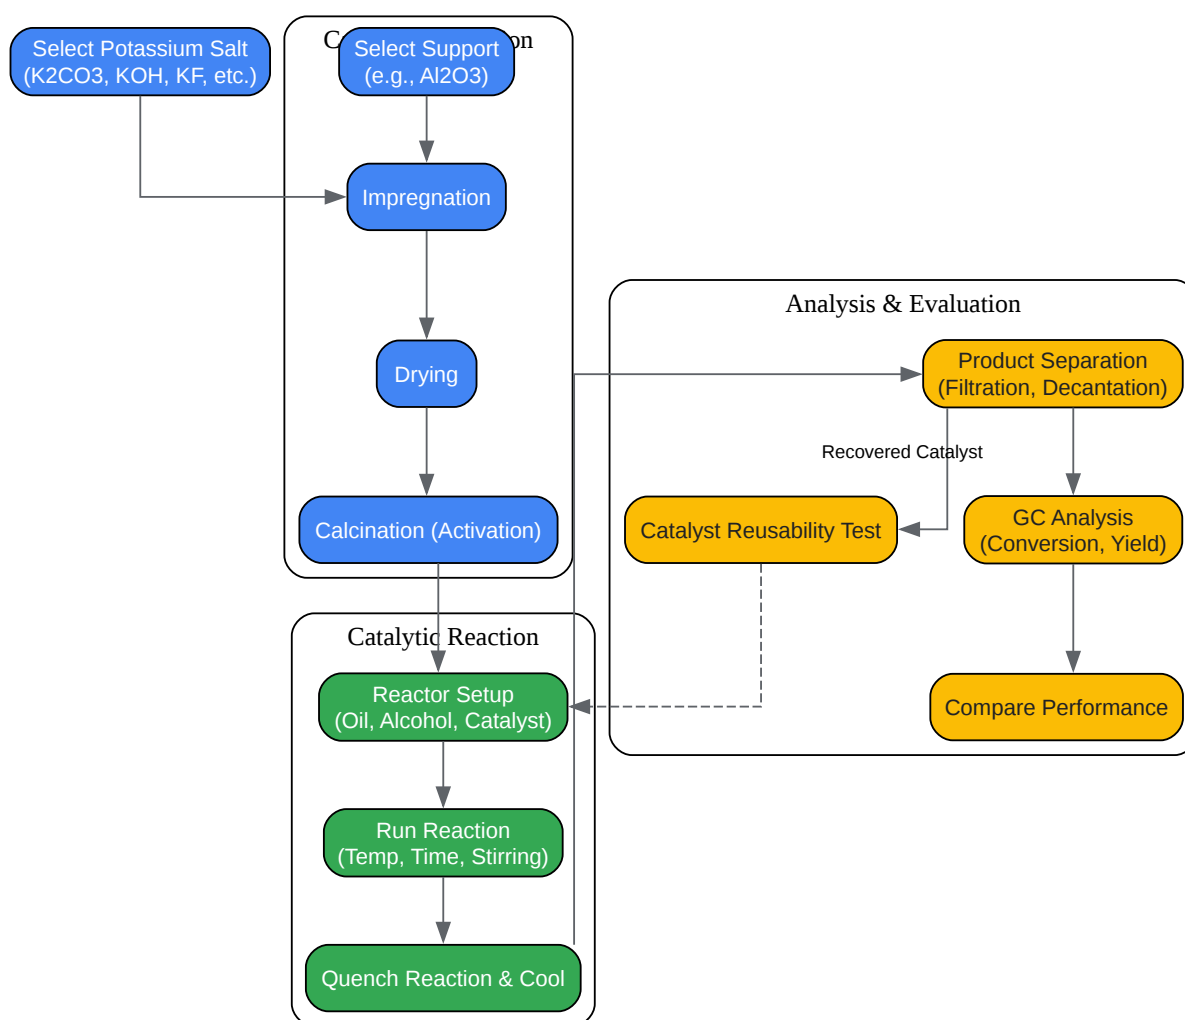 Select Potassium Salt
(K2CO3, KOH, KF, etc.)
Select Support
(e.g., Al2O3)
Impregnation
Drying
Calcination (Activation)
Catalytic Reaction
Reactor Setup
(Oil, Alcohol, Catalyst)
Run Reaction
(Temp, Time, Stirring)
Quench Reaction & Cool
Analysis & Evaluation
Product Separation
(Filtration, Decantation)
Recovered Catalyst
Catalyst Reusability Test
GC Analysis
(Conversion, Yield)
Compare Performance